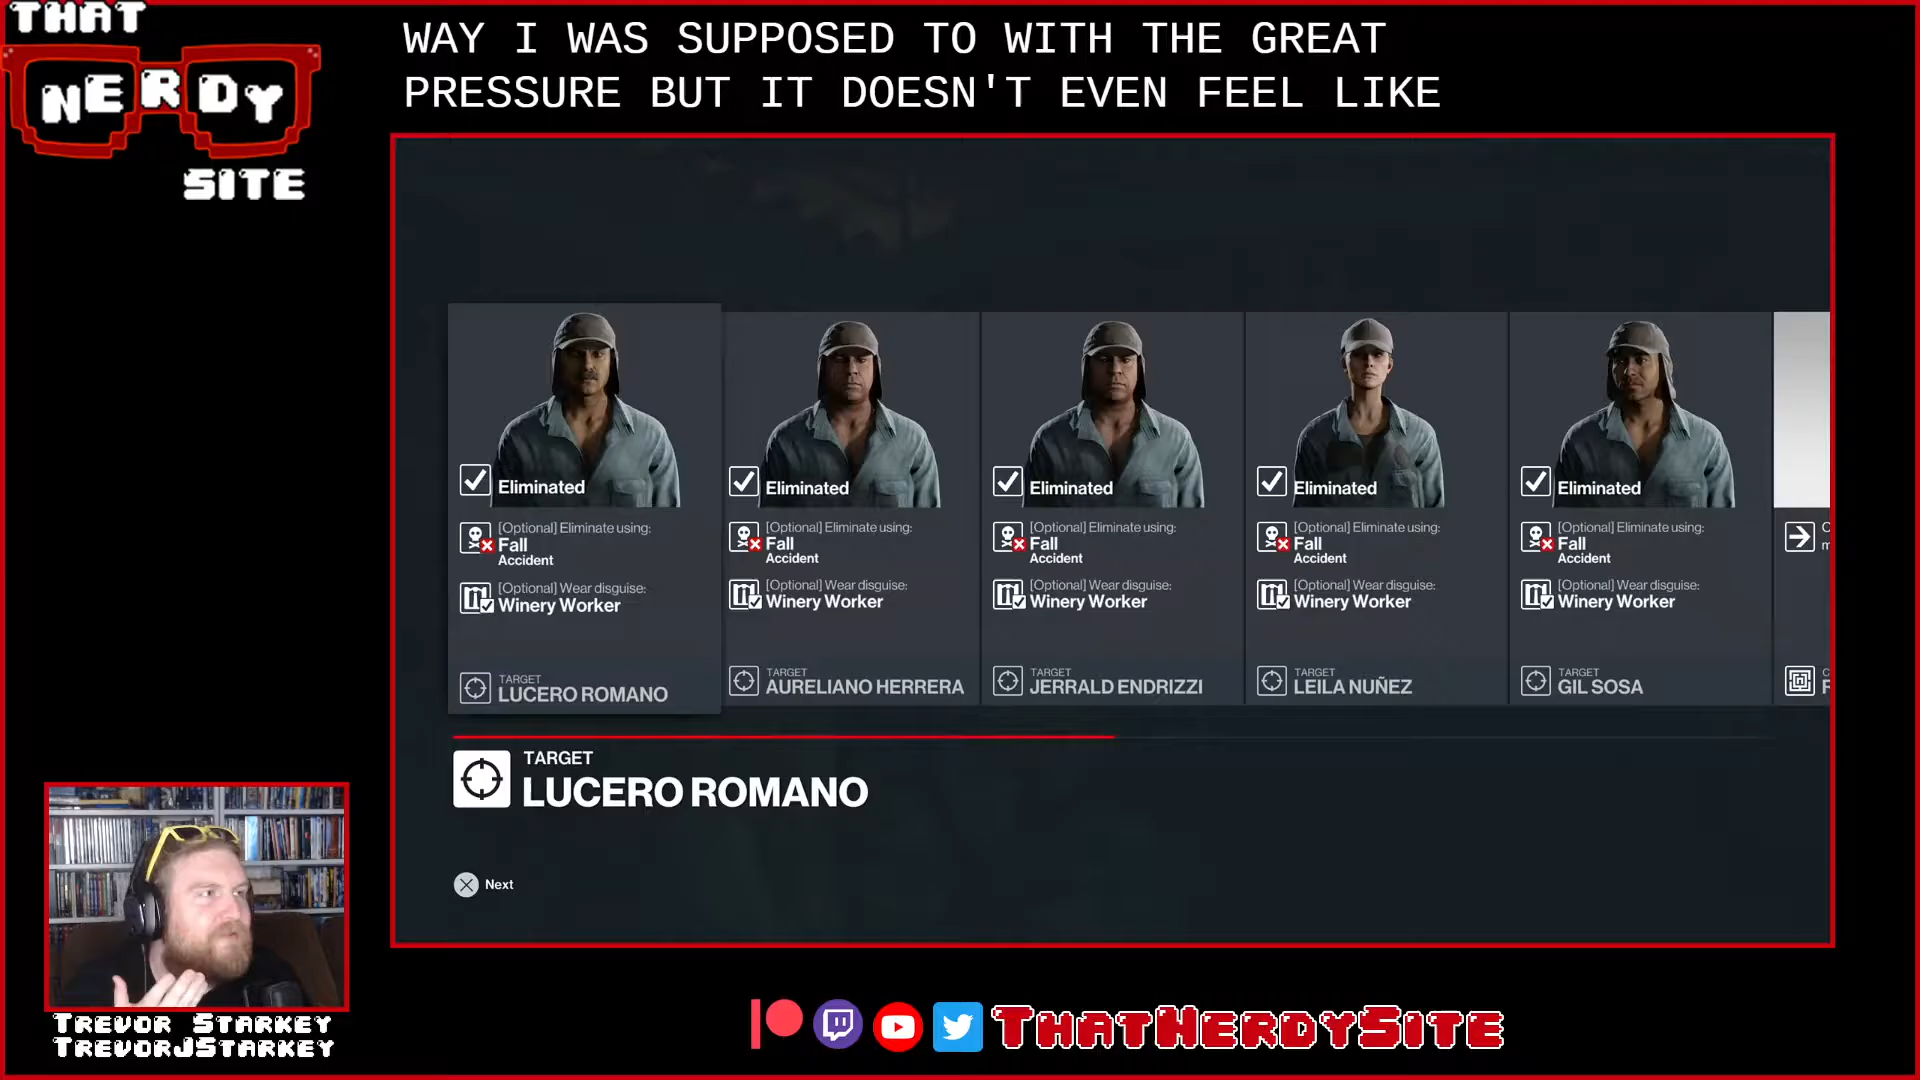 THAT
NERDY
SITE
WAY I WAS SUPPOSED TO WITH THE GREAT
PRESSURE BUT IT DOESN'T EVEN FEEL LIKE
Eliminated
[Optional] Eliminate using:
Fall
Accident
[Optional] Wear disguise:
Winery Worker
TARGET
LUCERO ROMANO
Eliminated
[Optional] Eliminate using:
Fall
Accident
[Optional] Wear disguise:
Winery Worker
TARGET
AURELIANO HERRERA
Eliminated
[Optional] Eliminate using:
Fall
Accident
[Optional] Wear disguise:
Winery Worker
TARGET
JERRALD ENDRIZZI
Eliminated
[Optional] Eliminate using:
Fall
Accident
[Optional] Wear disguise:
Winery Worker
TARGET
LEILA NUÑEZ
Eliminated
[Optional] Eliminate using:
Fall
Accident
[Optional] Wear disguise:
Winery Worker
TARGET
GIL SOSA
TARGET
LUCERO ROMANO
Next
TREVOR STARKEY
TREVORJSTARKEY
THATNERDYSITE